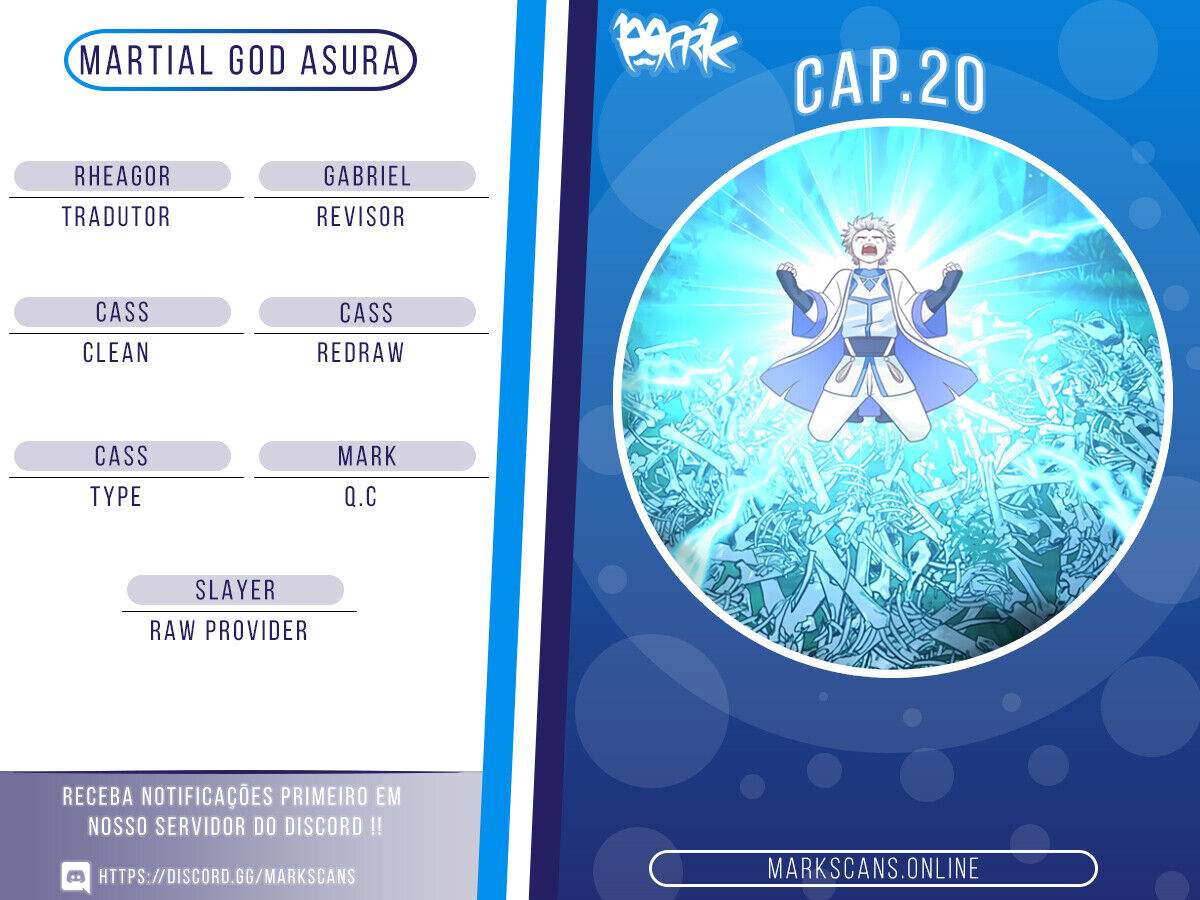 MARTIAL GOD ASURA
RHEAGOR
TRADUTOR
GABRIEL
REVISOR
CASS
CLEAN
CASS
REDRAW
CASS
TYPE
MARK
Q.C
SLAYER
RAW PROVIDER
RECEBA NOTIFICAÇÕES PRIMEIRO EM
NOSSO SERVIDOR DO DISCORD !!
HTTPS://DISCORD.GG/MARKSCANS
MARK
CAP.20
MARKSCANS.ONLINE